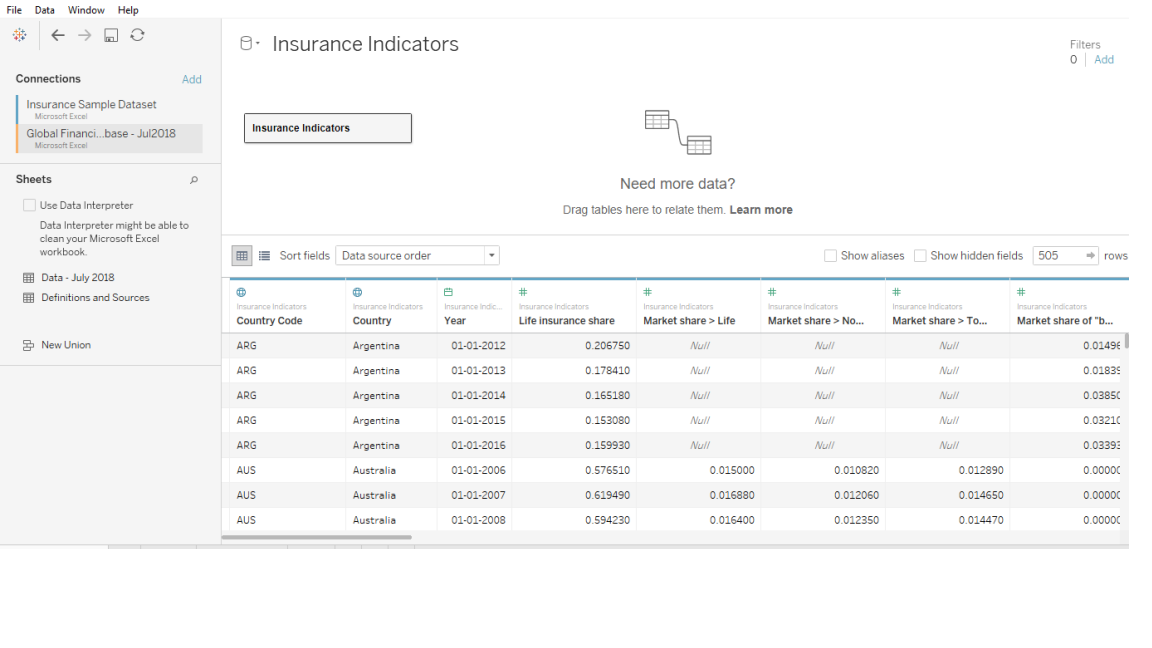 File Data Window Help
Insurance Indicators
Filters
0 Add
Connections Add
Insurance Sample Dataset
Microsoft Excel
Global Financi...base - Jul2018
Microsoft Excel
Sheets
Use Data Interpreter
Data Interpreter might be able to
clean your Microsoft Excel
workbook.
Data - July 2018
Definitions and Sources
New Union
Insurance Indicators
Need more data?
Drag tables here to relate them. Learn more
Sort fields Data source order Show aliases Show hidden fields 505 rows
Insurance Indicators Insurance Indicators Insurance Indic... Insurance Indicators Insurance Indicators Insurance Indicators Insurance Indicators Insurance Indicators
Country Code Country Year Life insurance share Market share > Life Market share > No... Market share > To... Market share of "b...
ARG Argentina 01-01-2012 0.206750 Null Null Null 0.01496
ARG Argentina 01-01-2013 0.178410 Null Null Null 0.01839
ARG Argentina 01-01-2014 0.165180 Null Null Null 0.03850
ARG Argentina 01-01-2015 0.153080 Null Null Null 0.03210
ARG Argentina 01-01-2016 0.159930 Null Null Null 0.03393
AUS Australia 01-01-2006 0.576510 0.015000 0.010820 0.012890 0.00000
AUS Australia 01-01-2007 0.619490 0.016880 0.012060 0.014650 0.00000
AUS Australia 01-01-2008 0.594230 0.016400 0.012350 0.014470 0.00000